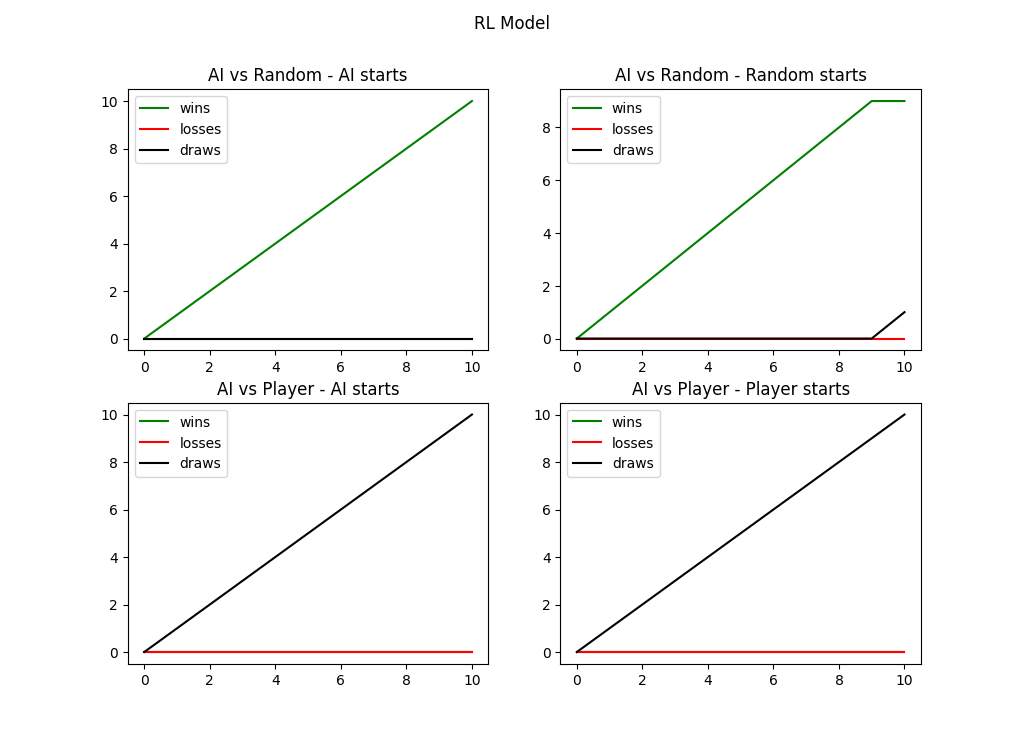 RL Model
AI vs Random - AI starts
wins
losses
draws
10
8
6
4
2
0
0 2 4 6 8 10
AI vs Random - Random starts
wins
losses
draws
8
6
4
2
0
0 2 4 6 8 10
AI vs Player - AI starts
wins
losses
draws
10
8
6
4
2
0
0 2 4 6 8 10
AI vs Player - Player starts
wins
losses
draws
10
8
6
4
2
0
0 2 4 6 8 10